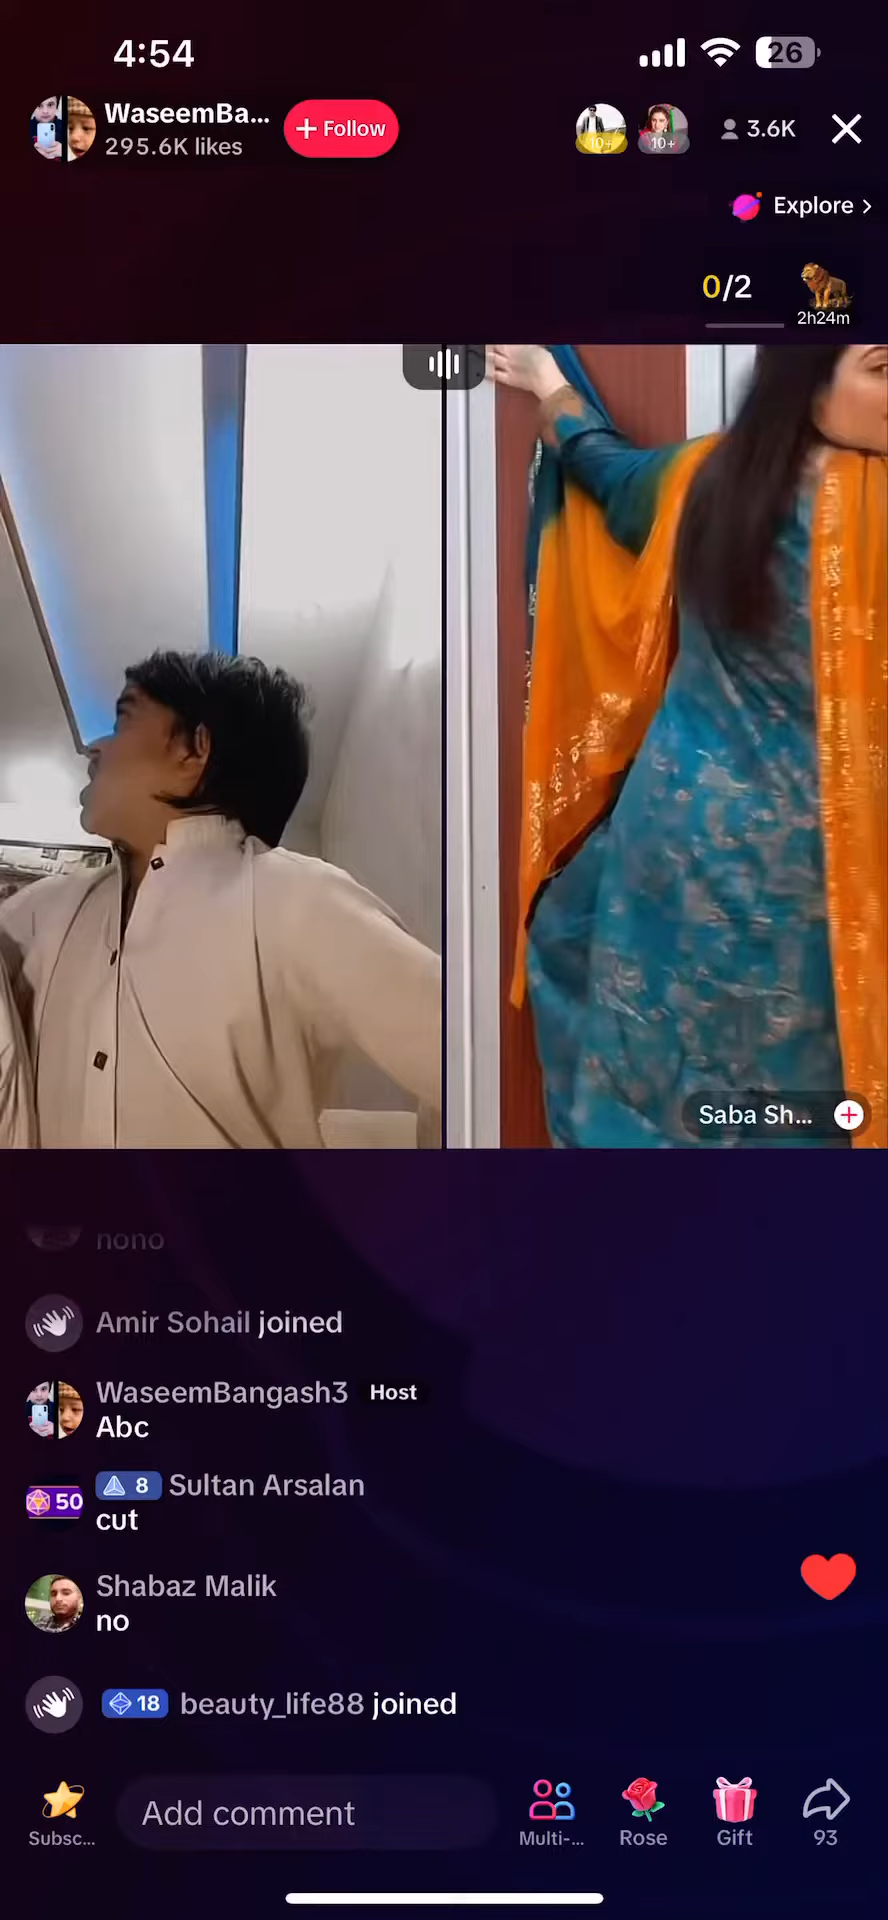 4:54
26
WaseemBa...
295.6K likes
+ Follow
10+
10+
3.6K
Explore >
0/2
2h24m
Saba Sh...
nono
Amir Sohail joined
WaseemBangash3 Host
Abc
50
8 Sultan Arsalan
cut
Shabaz Malik
no
18 beauty_life88 joined
Subsc...
Add comment
Multi-...
Rose
Gift
93